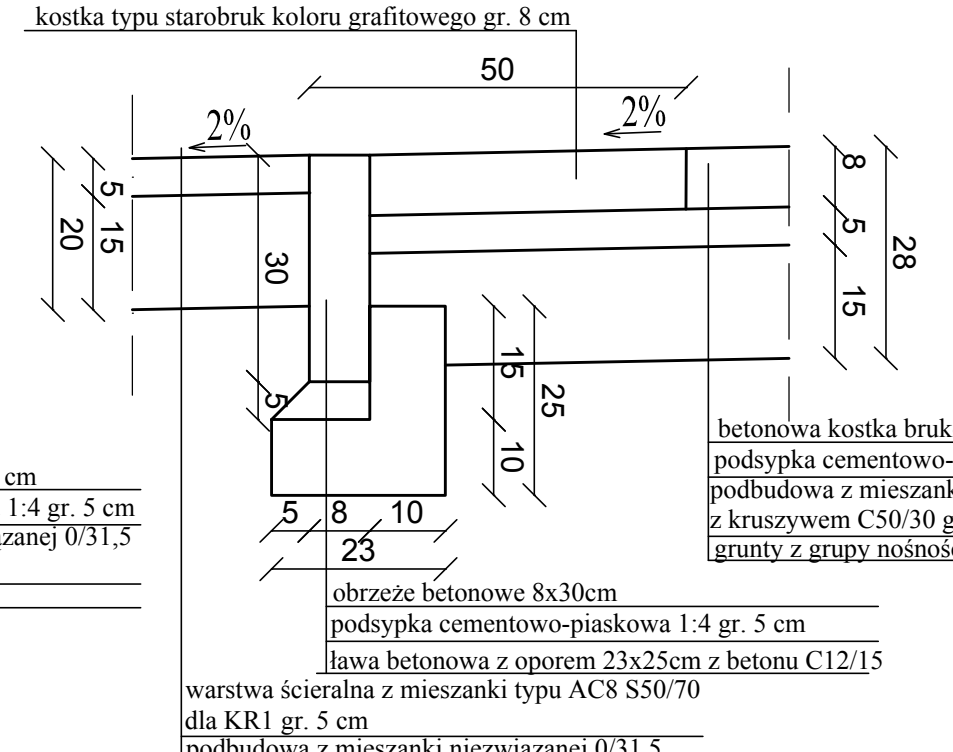 kostka typu starobruk koloru grafitowego gr. 8 cm
50
2%
2%
5
15
20
30
5
8
5
15
28
15
10
25
5 8 10
23
cm
1:4 gr. 5 cm
zanej 0/31,5
betonowa kostka bruk
podsypka cementowo-
podbudowa z mieszank
z kruszywem C50/30 g
grunty z grupy nośnoś
obrzeże betonowe 8x30cm
podsypka cementowo-piaskowa 1:4 gr. 5 cm
ława betonowa z oporem 23x25cm z betonu C12/15
warstwa ścieralna z mieszanki typu AC8 S50/70
dla KR1 gr. 5 cm
podbudowa z mieszanki niezwiązanej 0/31,5